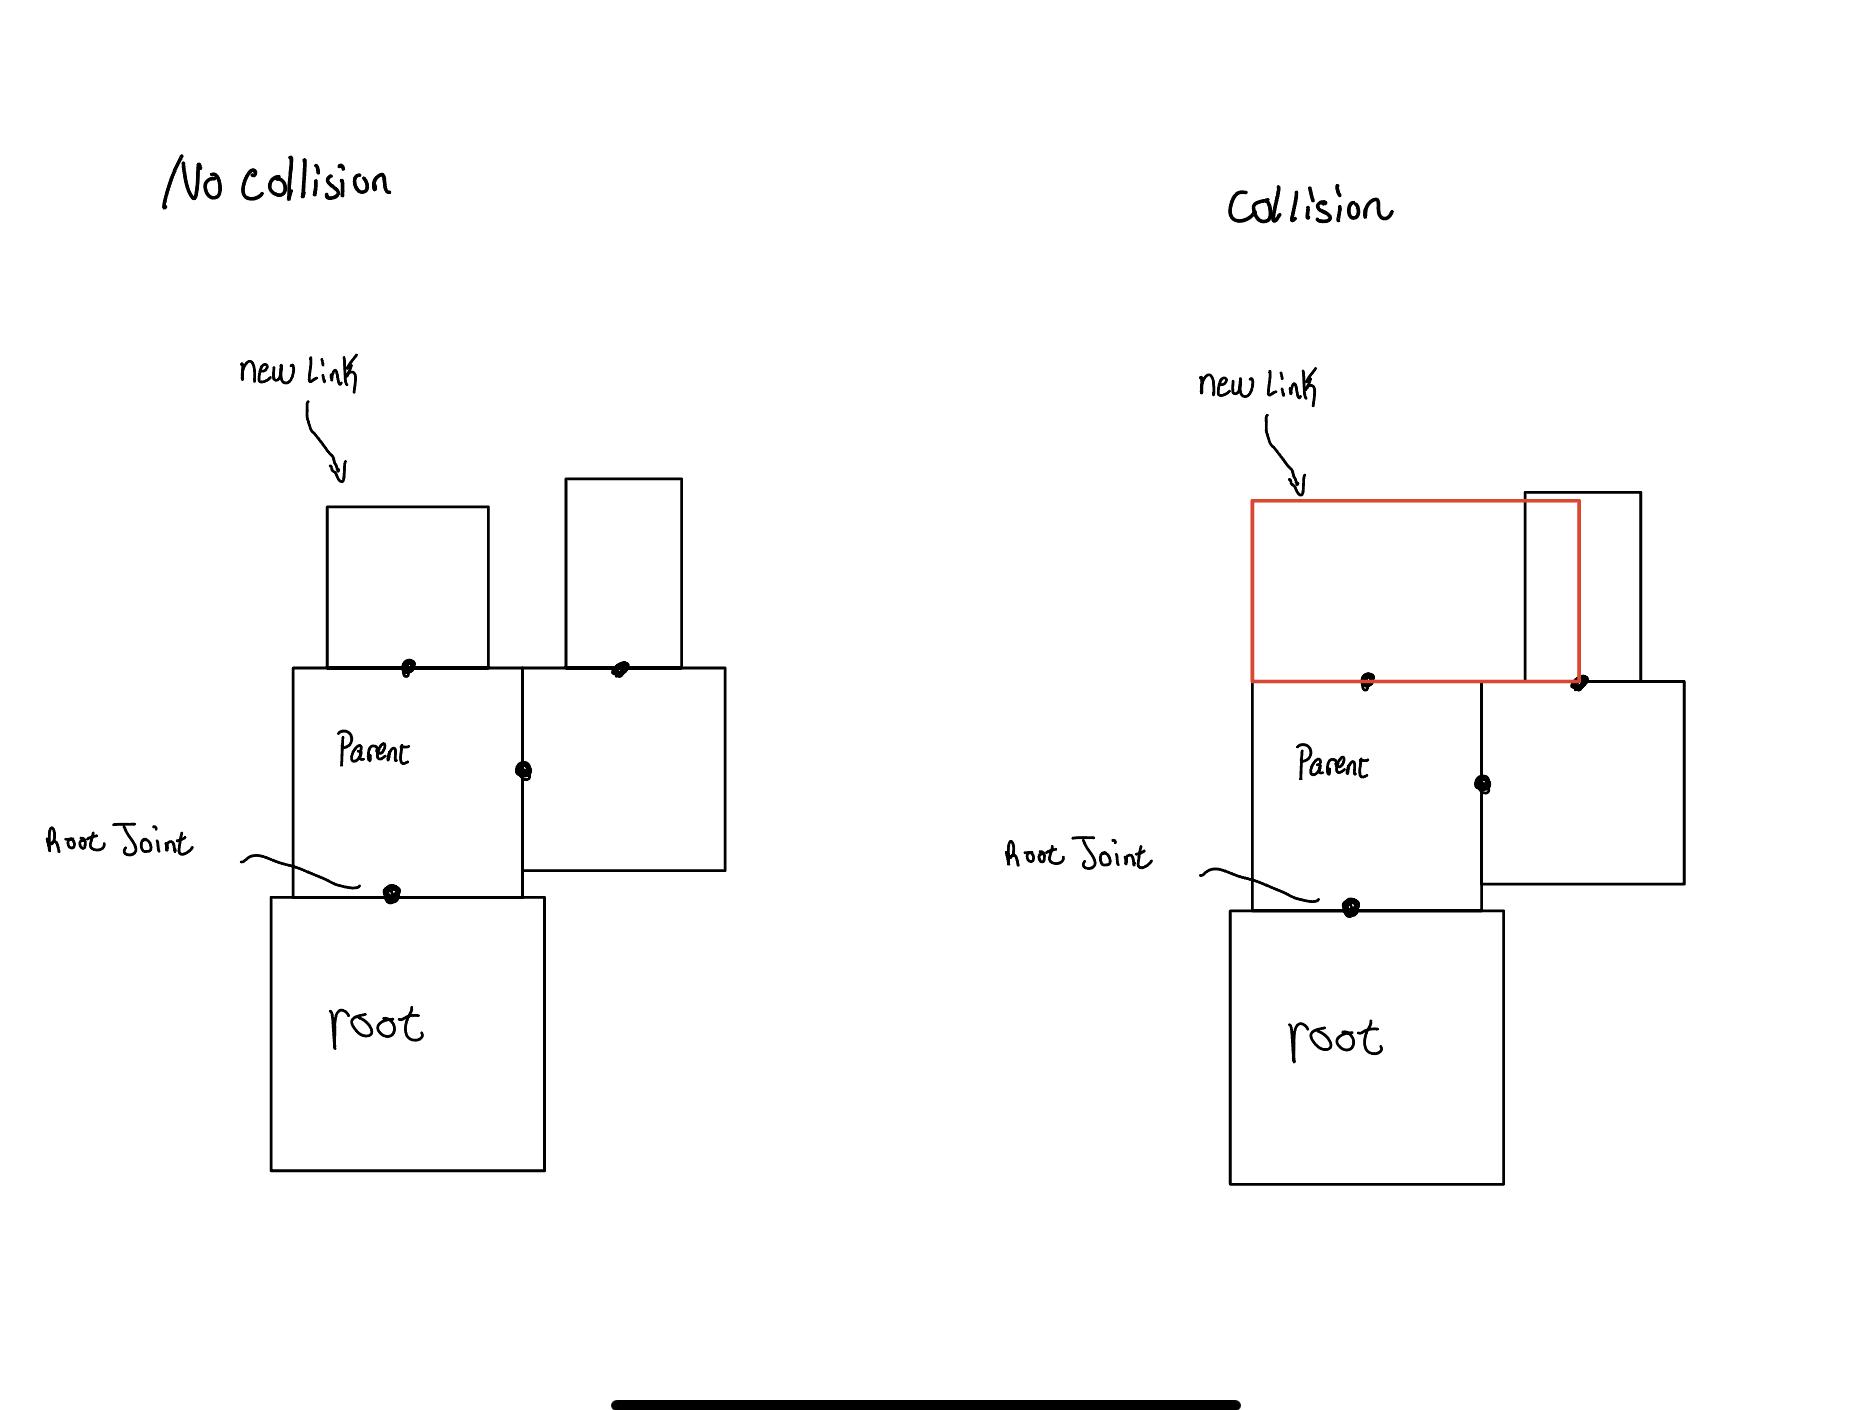 No Collision
new Link
Parent
Root Joint
root
Collision
new Link
Parent
Root Joint
root